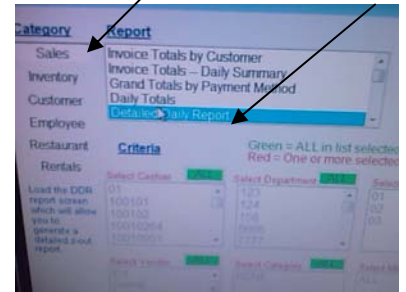 Category
Report
Sales
Inventory
Customer
Employee
Restaurant
Rentals
Load the DDR
report screen
which will allow
you to
generate a
detailed z-out
report.
Invoice Totals by Customer
Invoice Totals -- Daily Summary
Grand Totals by Payment Method
Daily Totals
Detailed Daily Report
Criteria
Green = ALL in list selected
Red = One or more selected
Select Cashier
01
100101
100102
Select Department
123
124
01
02
03
Select Category